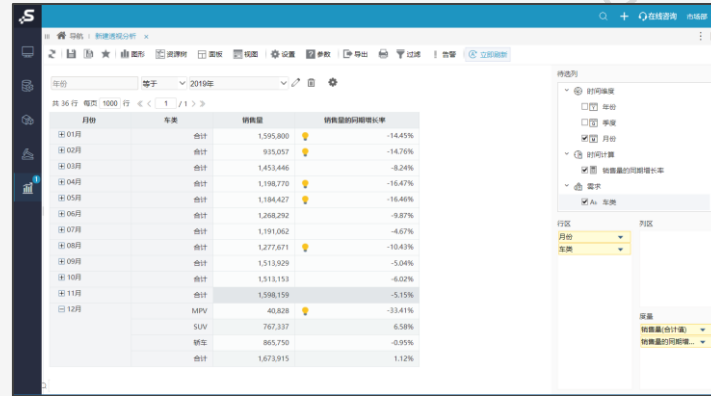 在线咨询 市场部
导航 新建透视分析 ×
图形 资源树 面板 视图 设置 参数 导出 过滤 告警 立即刷新
年份 等于 2019年
共 36 行 每页 1000 行 < < 1 / 1 > >
月份 车类 销售量 销售量的同期增长率
01月 合计 1,595,800 -14.45%
02月 合计 935,057 -14.76%
03月 合计 1,453,446 -8.24%
04月 合计 1,198,770 -16.47%
05月 合计 1,184,427 -16.46%
06月 合计 1,268,292 -9.87%
07月 合计 1,191,062 -4.67%
08月 合计 1,277,671 -10.43%
09月 合计 1,513,929 -5.04%
10月 合计 1,513,153 -6.02%
11月 合计 1,598,159 -5.15%
12月 MPV 40,828 -33.41%
SUV 767,337 6.58%
轿车 865,750 -0.95%
合计 1,673,915 1.12%
待选列
时间维度
年份
季度
月份
时间计算
销售量的同期增长率
需求
车类
行区 列区
月份
车类
度量
销售量(合计值)
销售量的同期增...